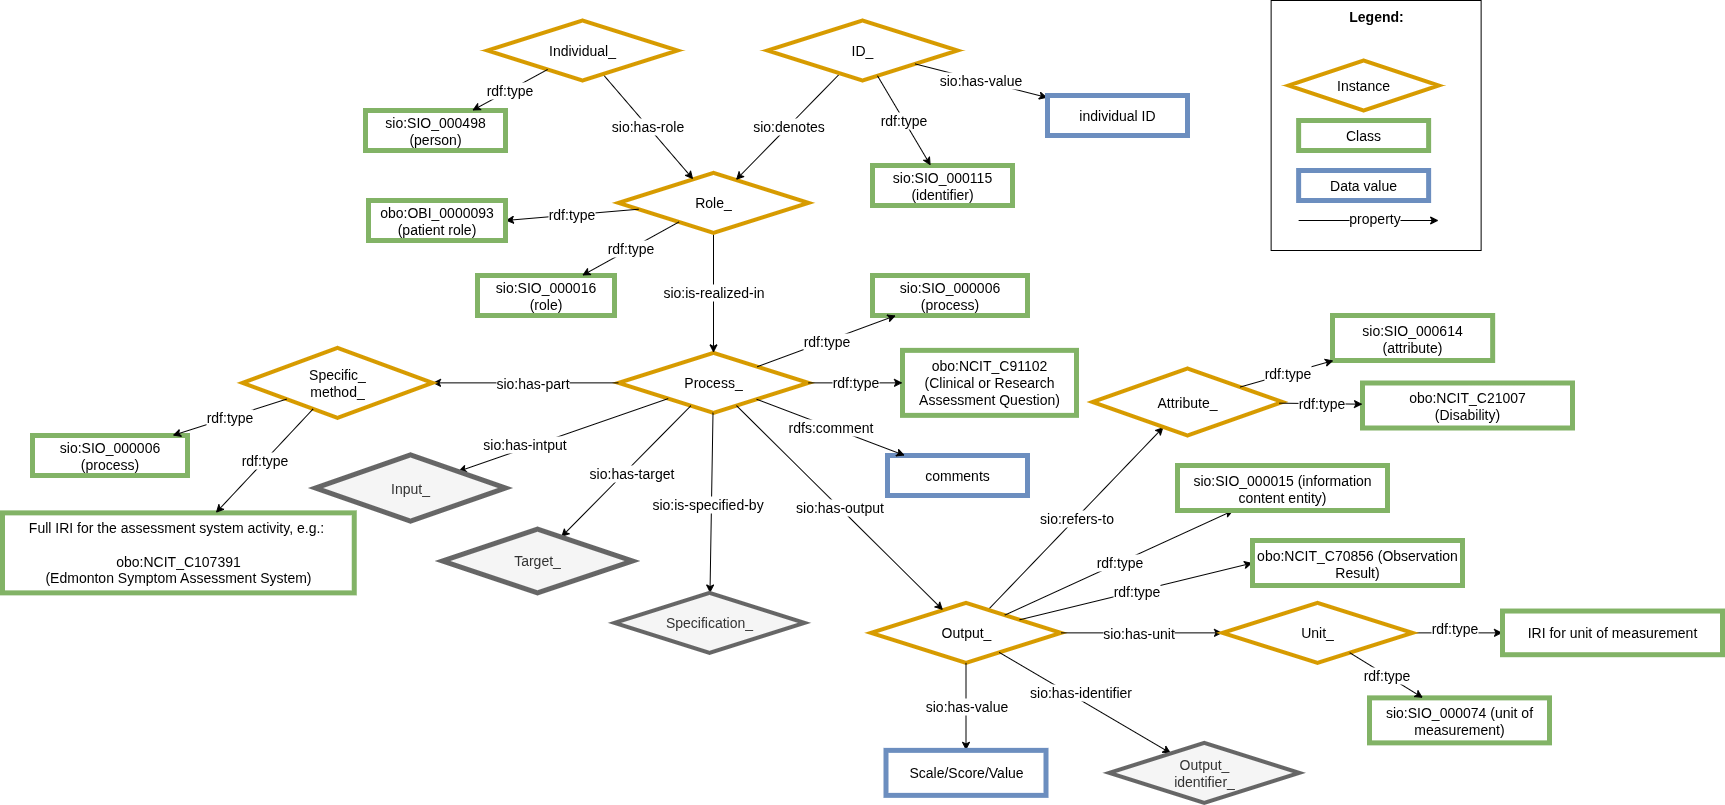 Legend:
Individual_
ID_
sio:has-value
rdf:type
Instance
individual ID
sio:SIO_000498
(person)
sio:has-role
sio:denotes
rdf:type
Class
sio:SIO_000115
(identifier)
Data value
Role_
obo:OBI_0000093
(patient role)
rdf:type
property
rdf:type
sio:SIO_000016
(role)
sio:is-realized-in
sio:SIO_000006
(process)
rdf:type
sio:SIO_000614
(attribute)
Specific_
method_
sio:has-part
Process_
rdf:type
obo:NCIT_C91102
(Clinical or Research
Assessment Question)
rdf:type
Attribute_
rdf:type
obo:NCIT_C21007
(Disability)
rdf:type
sio:SIO_000006
(process)
rdf:type
sio:has-intput
rdfs:comment
comments
Input_
sio:has-target
sio:is-specified-by
sio:has-output
sio:refers-to
sio:SIO_000015 (information
content entity)
Full IRI for the assessment system activity, e.g.:
obo:NCIT_C107391
(Edmonton Symptom Assessment System)
Target_
rdf:type
obo:NCIT_C70856 (Observation
Result)
rdf:type
Specification_
Output_
sio:has-unit
Unit_
rdf:type
IRI for unit of measurement
rdf:type
sio:has-value
sio:has-identifier
sio:SIO_000074 (unit of
measurement)
Scale/Score/Value
Output_
identifier_